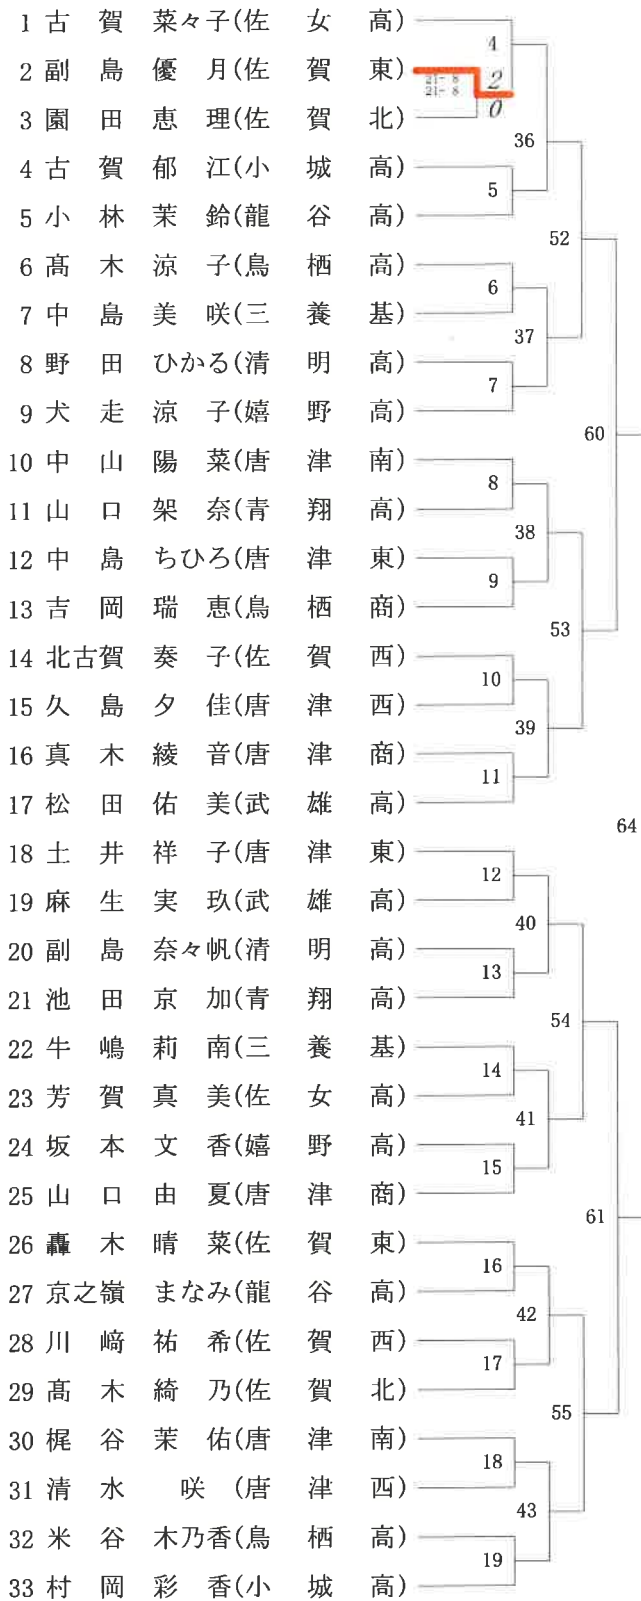 1 古賀菜々子(佐女高)
4
2 副島優月(佐賀東)
21- 8
21- 8
2
0
3 園田恵理(佐賀北)
36
4 古賀郁江(小城高)
5
5 小林茉鈴(龍谷高)
52
6 髙木涼子(鳥栖高)
6
7 中島美咲(三養基)
37
8 野田ひかる(清明高)
7
9 犬走涼子(嬉野高)
60
10 中山陽菜(唐津南)
8
11 山口架奈(青翔高)
38
12 中島ちひろ(唐津東)
9
13 吉岡瑞恵(鳥栖商)
53
14 北古賀奏子(佐賀西)
10
15 久島夕佳(唐津西)
39
16 真木綾音(唐津商)
11
17 松田佑美(武雄高)
64
18 土井祥子(唐津東)
12
19 麻生実玖(武雄高)
40
20 副島奈々帆(清明高)
13
21 池田京加(青翔高)
54
22 牛嶋莉南(三養基)
14
23 芳賀真美(佐女高)
41
24 坂本文香(嬉野高)
15
25 山口由夏(唐津商)
61
26 轟木晴菜(佐賀東)
16
27 京之嶺まなみ(龍谷高)
42
28 川﨑祐希(佐賀西)
17
29 髙木綺乃(佐賀北)
55
30 梶谷茉佑(唐津南)
18
31 清水咲(唐津西)
43
32 米谷木乃香(鳥栖高)
19
33 村岡彩香(小城高)